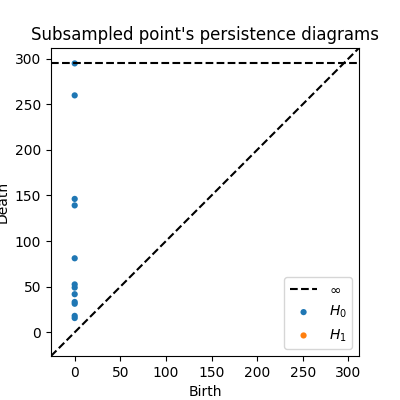 Subsampled point's persistence diagrams
300
250
200
150
100
50
0
Death
0 50 100 150 200 250 300
Birth
∞
H₀
H₁